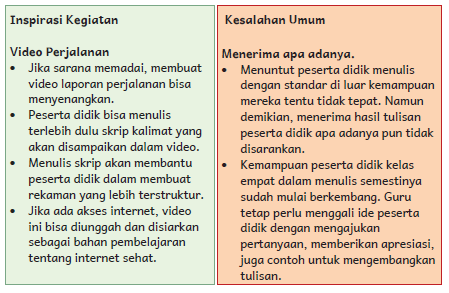 Inspirasi Kegiatan
Video Perjalanan
• Jika sarana memadai, membuat
video laporan perjalanan bisa
menyenangkan.
• Peserta didik bisa menulis
terlebih dulu skrip kalimat yang
akan disampaikan dalam video.
• Menulis skrip akan membantu
peserta didik dalam membuat
rekaman yang lebih terstruktur.
• Jika ada akses internet, video
ini bisa diunggah dan disiarkan
sebagai bahan pembelajaran
tentang internet sehat.
Kesalahan Umum
Menerima apa adanya.
• Menuntut peserta didik menulis
dengan standar di luar kemampuan
mereka tentu tidak tepat. Namun
demikian, menerima hasil tulisan
peserta didik apa adanya pun tidak
disarankan.
• Kemampuan peserta didik kelas
empat dalam menulis semestinya
sudah mulai berkembang. Guru
tetap perlu menggali ide peserta
didik dengan mengajukan
pertanyaan, memberikan apresiasi,
juga contoh untuk mengembangkan
tulisan.